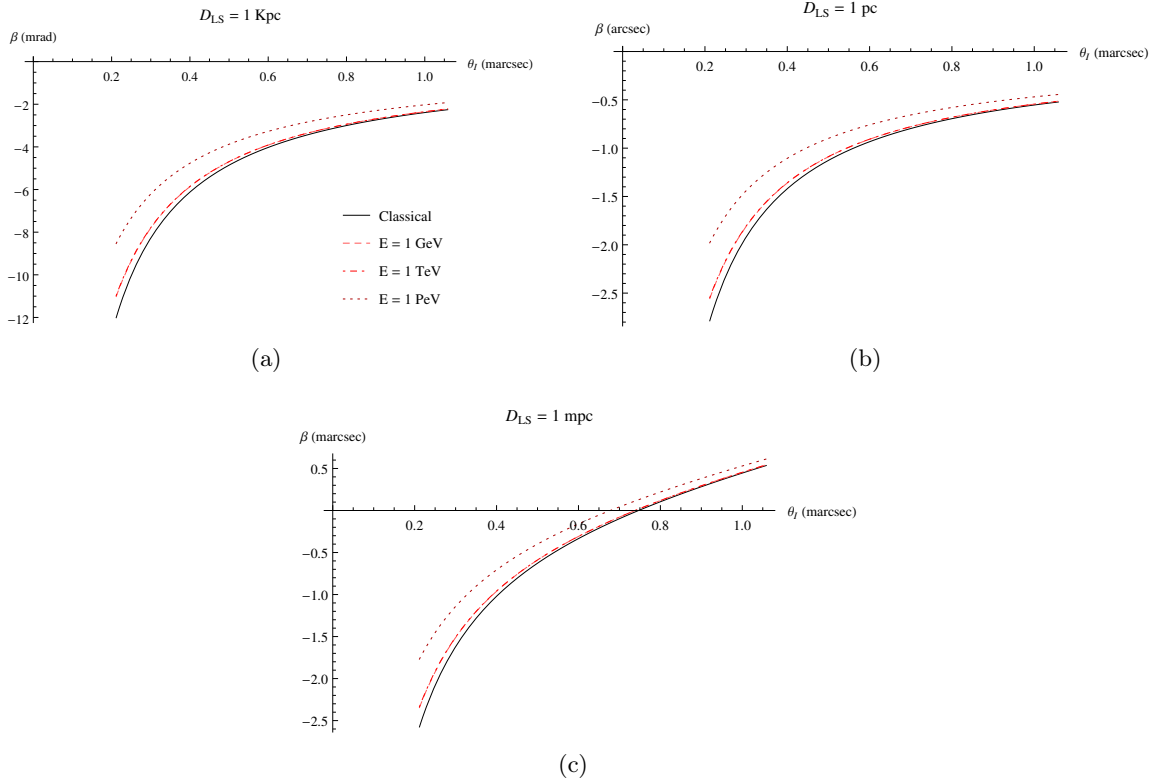 D_LS = 1 Kpc
β (mrad)
θ_I (marcsec)
0.2 0.4 0.6 0.8 1.0
−2
−4
−6
−8
−10
−12
Classical
E = 1 GeV
E = 1 TeV
E = 1 PeV
(a)
D_LS = 1 pc
β (arcsec)
θ_I (marcsec)
0.2 0.4 0.6 0.8 1.0
−0.5
−1.0
−1.5
−2.0
−2.5
(b)
D_LS = 1 mpc
β (marcsec)
0.5
θ_I (marcsec)
0.2 0.4 0.6 0.8 1.0
−0.5
−1.0
−1.5
−2.0
−2.5
(c)